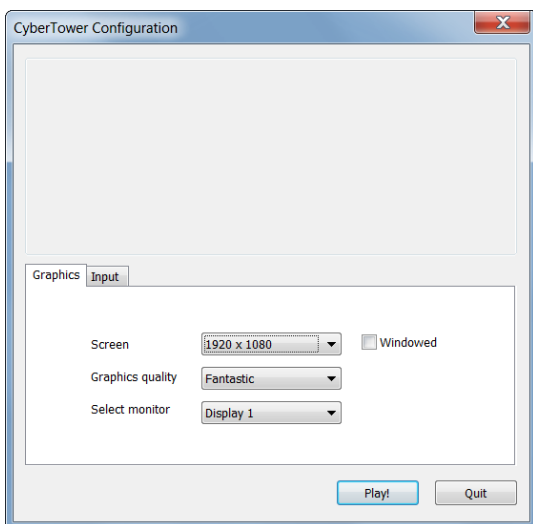 CyberTower Configuration
Graphics Input
Screen 1920 x 1080 Windowed
Graphics quality Fantastic
Select monitor Display 1
Play! Quit